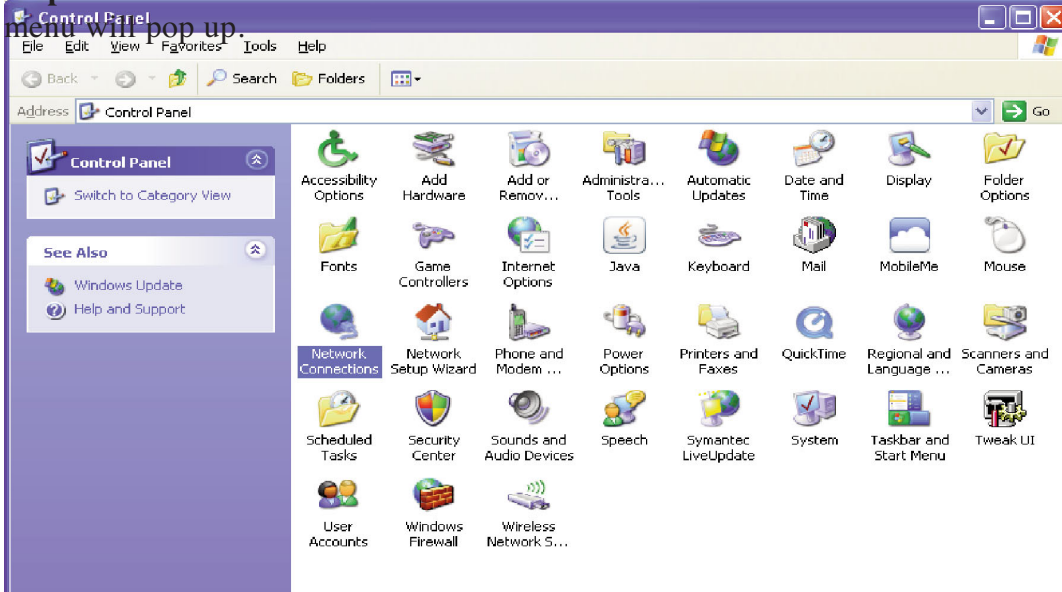 Control Panel
menu will pop up.
File Edit View Favorites Tools Help
Back Search Folders
Address Control Panel Go
Control Panel
Switch to Category View
See Also
Windows Update
Help and Support
Accessibility Options
Add Hardware
Add or Remov...
Administra... Tools
Automatic Updates
Date and Time
Display
Folder Options
Fonts
Game Controllers
Internet Options
Java
Keyboard
Mail
MobileMe
Mouse
Network Connections
Network Setup Wizard
Phone and Modem ...
Power Options
Printers and Faxes
QuickTime
Regional and Language ...
Scanners and Cameras
Scheduled Tasks
Security Center
Sounds and Audio Devices
Speech
Symantec LiveUpdate
System
Taskbar and Start Menu
Tweak UI
User Accounts
Windows Firewall
Wireless Network S...